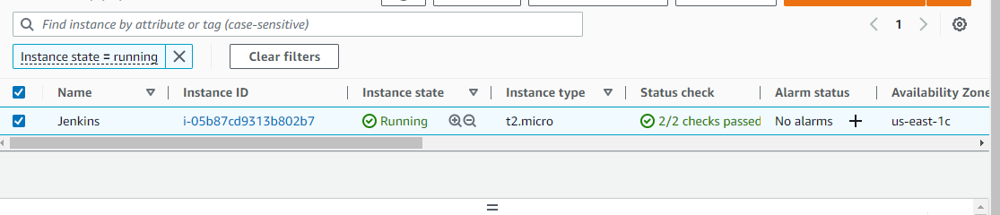 Find instance by attribute or tag (case-sensitive)
1
Instance state = running
Clear filters
Name Instance ID Instance state Instance type Status check Alarm status Availability Zone
Jenkins i-05b87cd9313b802b7 Running t2.micro 2/2 checks passed No alarms us-east-1c